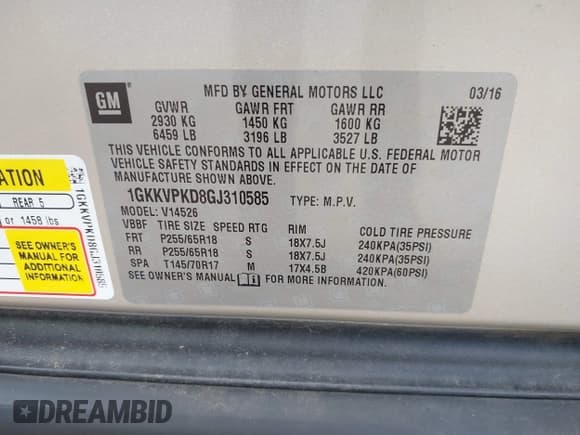 GM
MFD BY GENERAL MOTORS LLC
03/16
GVWR GAWR FRT GAWR RR
2930 KG 1450 KG 1600 KG
6459 LB 3196 LB 3527 LB
THIS VEHICLE CONFORMS TO ALL APPLICABLE U.S. FEDERAL MOTOR
VEHICLE SAFETY STANDARDS IN EFFECT ON THE DATE OF
MANUFACTURE SHOWN ABOVE.
1GKKVPKD8GJ310585 TYPE: M.P.V.
MODEL: V14526
VBBF TIRE SIZE SPEED RTG RIM COLD TIRE PRESSURE
FRT P255/65R18 S 18X7.5J 240KPA(35PSI)
RR P255/65R18 S 18X7.5J 240KPA(35PSI)
SPA T145/70R17 M 17X4.5B 420KPA(60PSI)
SEE OWNER'S MANUAL FOR MORE INFORMATION.
ATION
REAR 5
or 1458 lbs
SEE OWNER'S
MANUAL FOR
ADDITIONAL
INFORMATION
1GKKVPKD8GJ310585
DREAMBID